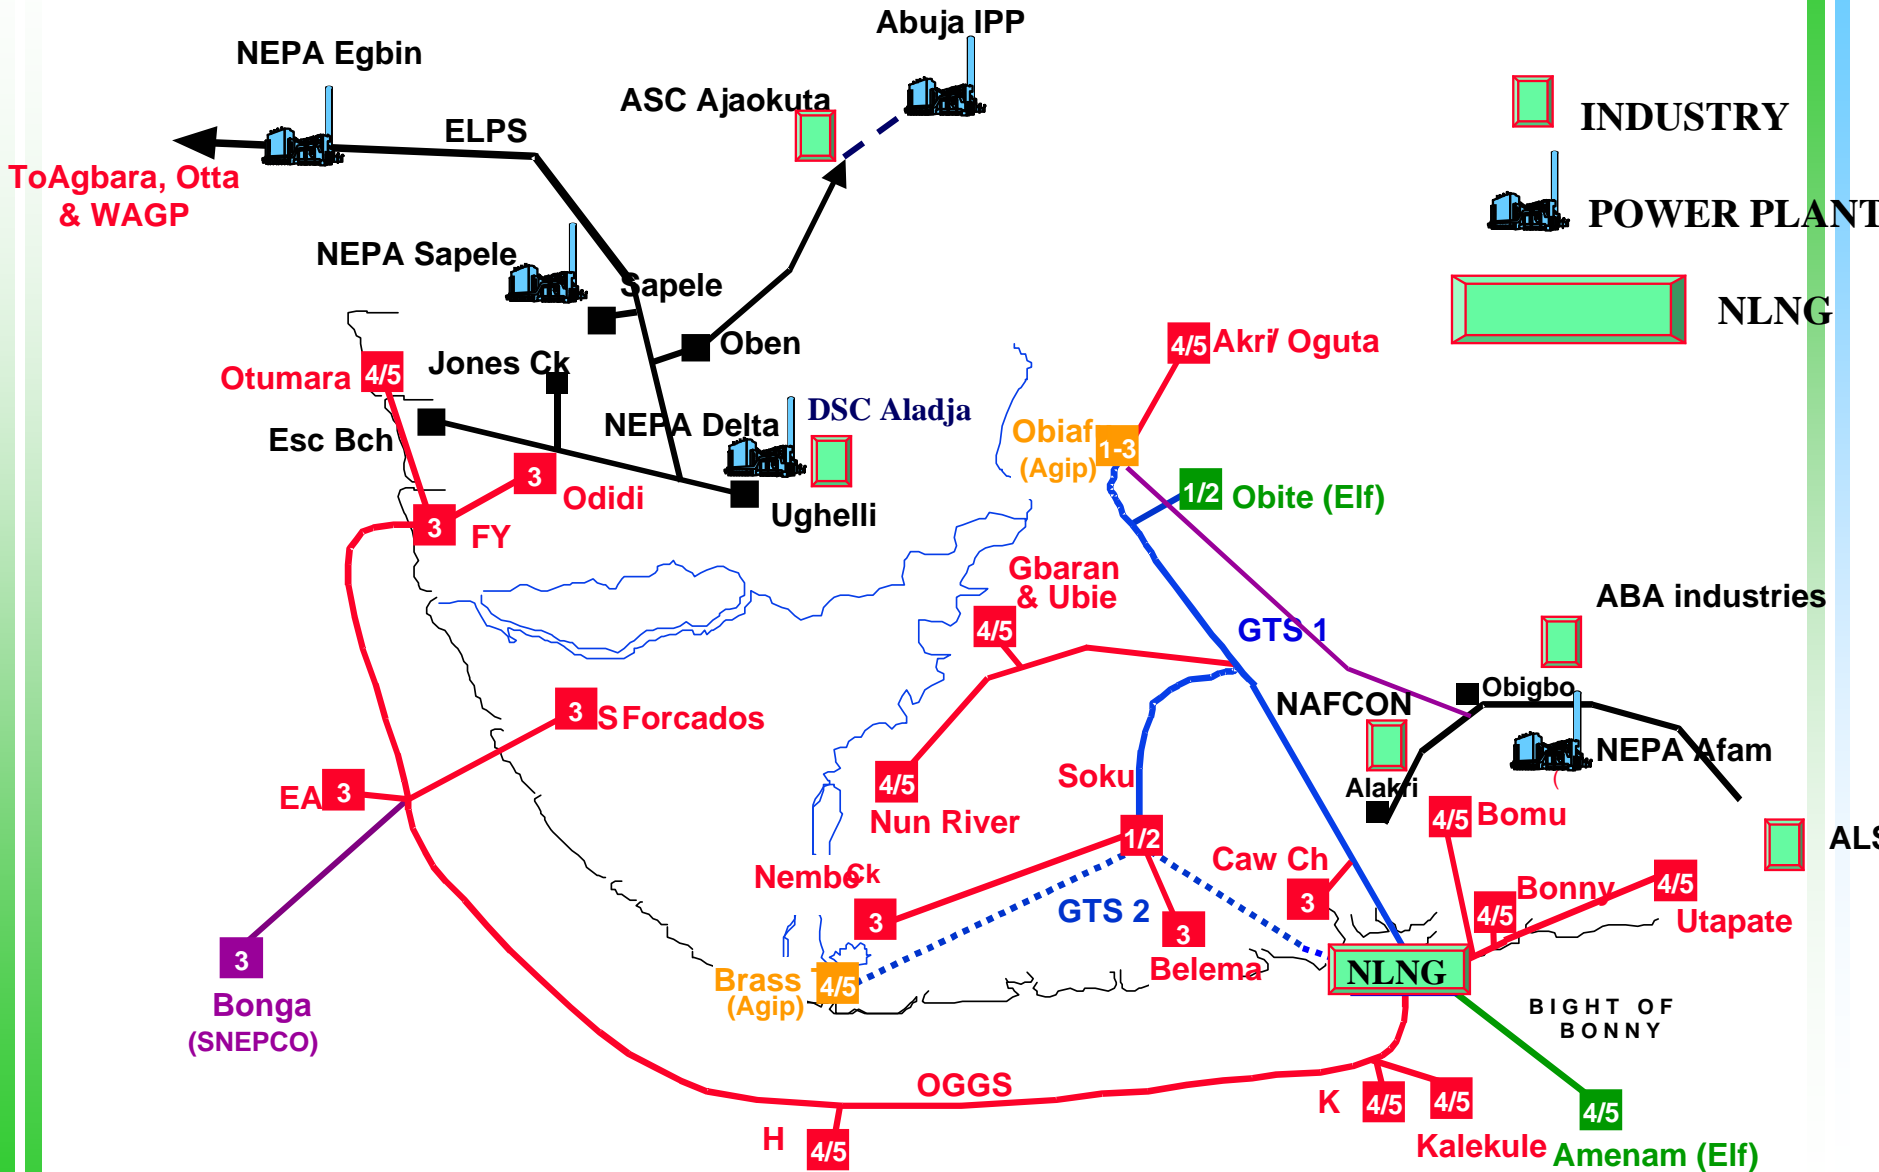 Abuja IPP
NEPA Egbin
ASC Ajaokuta
INDUSTRY
ELPS
ToAgbara, Otta
& WAGP
POWER PLANT
NEPA Sapele
Sapele
NLNG
Oben
4/5
Akri/ Oguta
Jones Ck
Otumara
4/5
DSC Aladja
NEPA Delta
Esc Bch
Obiaf
(Agip)
1-3
3
Odidi
1/2
Obite (Elf)
Ughelli
3
FY
Gbaran
& Ubie
4/5
ABA industries
GTS 1
Obigbo
NAFCON
3
S Forcados
NEPA Afam
Soku
4/5
EA
3
Alakri
Nun River
1/2
4/5
Bomu
ALS
Caw Ch
Nembe Ck
Bonny
4/5
3
GTS 2
3
4/5
Utapate
3
Belema
3
Brass T
(Agip)
4/5
NLNG
Bonga
(SNEPCO)
BIGHT OF
BONNY
OGGS
K
4/5
4/5
4/5
H
4/5
Kalekule
Amenam (Elf)